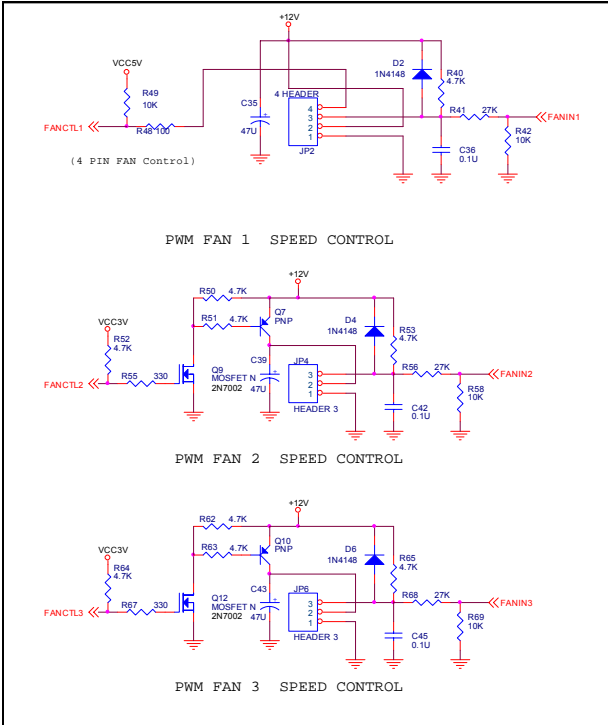 +12V
VCC5V
R49
10K
FANCTL1
R48 100
(4 PIN FAN Control)
C35
47U
4 HEADER
4
3
2
1
JP2
D2
1N4148
R40
4.7K
R41
27K
FANIN1
R42
10K
C36
0.1U
PWM FAN 1 SPEED CONTROL
+12V
R50
4.7K
R51
4.7K
Q7
PNP
VCC3V
R52
4.7K
FANCTL2
R55
330
Q9
MOSFET N
2N7002
C39
47U
JP4
3
2
1
HEADER 3
D4
1N4148
R53
4.7K
R56
27K
FANIN2
R58
10K
C42
0.1U
PWM FAN 2 SPEED CONTROL
+12V
R62
4.7K
R63
4.7K
Q10
PNP
VCC3V
R64
4.7K
FANCTL3
R67
330
Q12
MOSFET N
2N7002
C43
47U
JP6
3
2
1
HEADER 3
D6
1N4148
R65
4.7K
R68
27K
FANIN3
R69
10K
C45
0.1U
PWM FAN 3 SPEED CONTROL